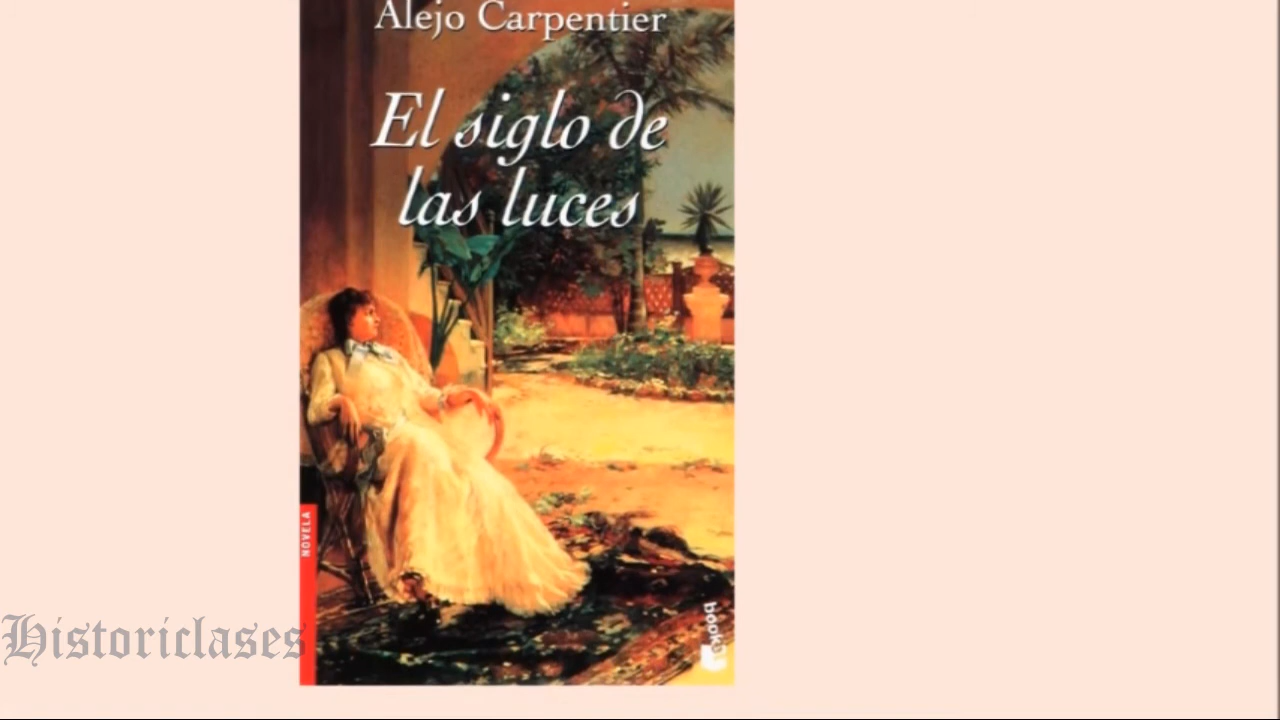 Alejo Carpentier
El siglo de
las luces
NOVELA
booket
Historiclases